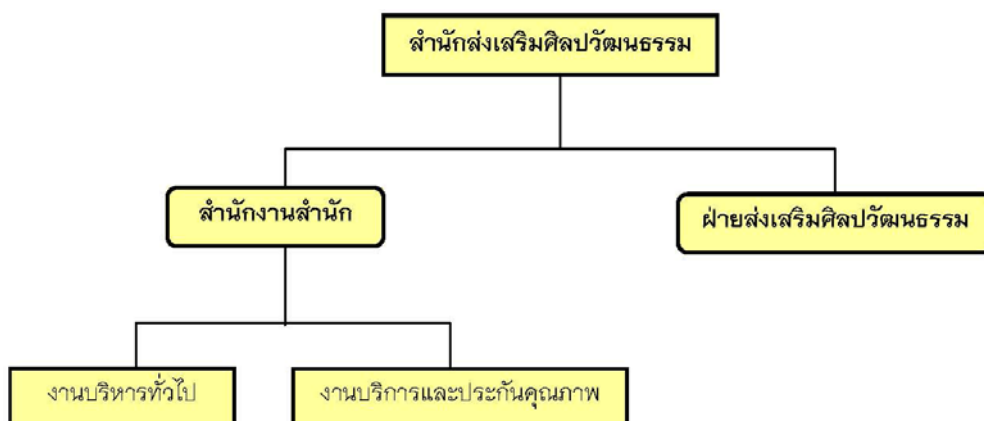 สำนักส่งเสริมศิลปวัฒนธรรม
สำนักงานสำนัก
ฝ่ายส่งเสริมศิลปวัฒนธรรม
งานบริหารทั่วไป
งานบริการและประกันคุณภาพ